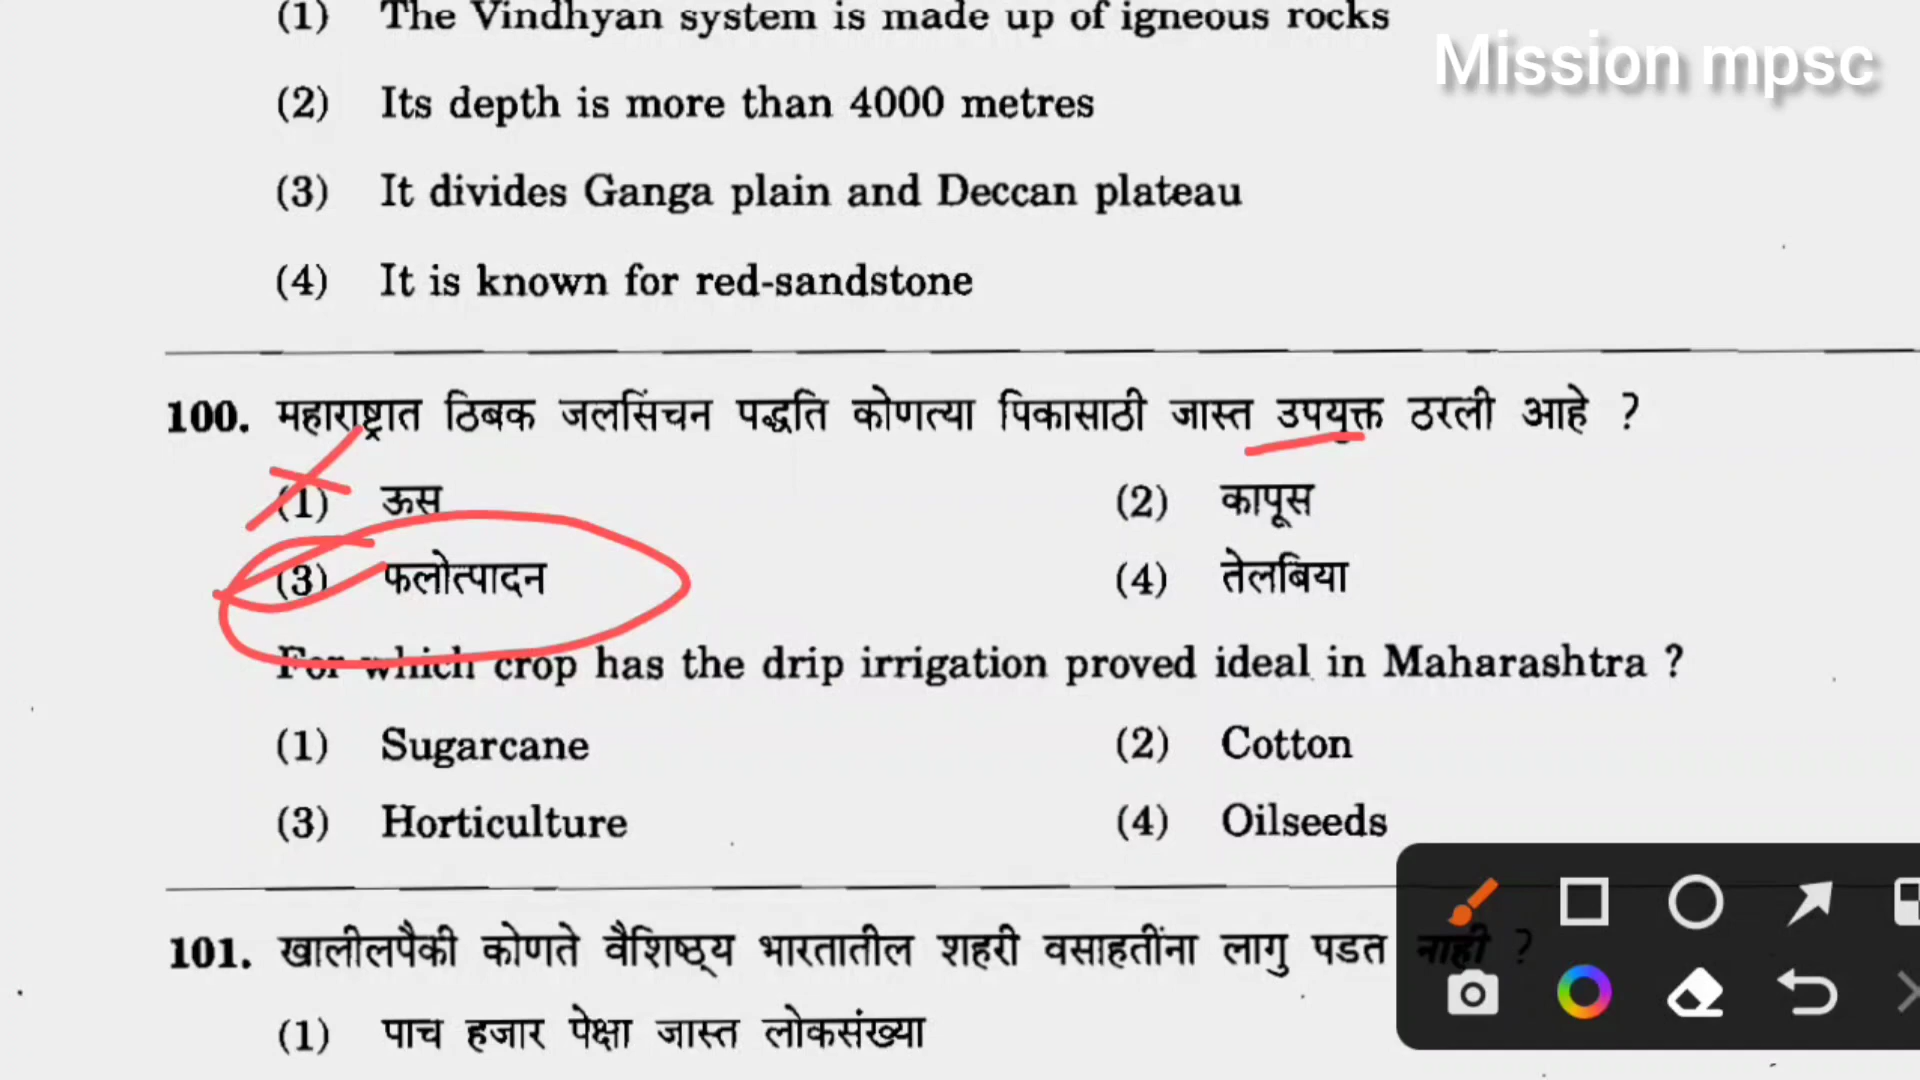 (1) The Vindhyan system is made up of igneous rocks
Mission mpsc
(2) Its depth is more than 4000 metres
(3) It divides Ganga plain and Deccan plateau
(4) It is known for red-sandstone
100. महाराष्ट्रात ठिबक जलसिंचन पद्धति कोणत्या पिकासाठी जास्त उपयुक्त ठरली आहे ?
(1) ऊस (2) कापूस
(3) फलोत्पादन (4) तेलबिया
For which crop has the drip irrigation proved ideal in Maharashtra ?
(1) Sugarcane (2) Cotton
(3) Horticulture (4) Oilseeds
101. खालीलपैकी कोणते वैशिष्ठ्य भारतातील शहरी वसाहतींना लागु पडत नाही ?
(1) पाच हजार पेक्षा जास्त लोकसंख्या